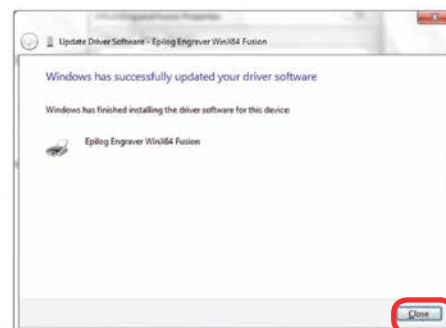 Update Driver Software - Epilog Engraver WinX64 Fusion
Windows has successfully updated your driver software
Windows has finished installing the driver software for this device:
Epilog Engraver WinX64 Fusion
Close